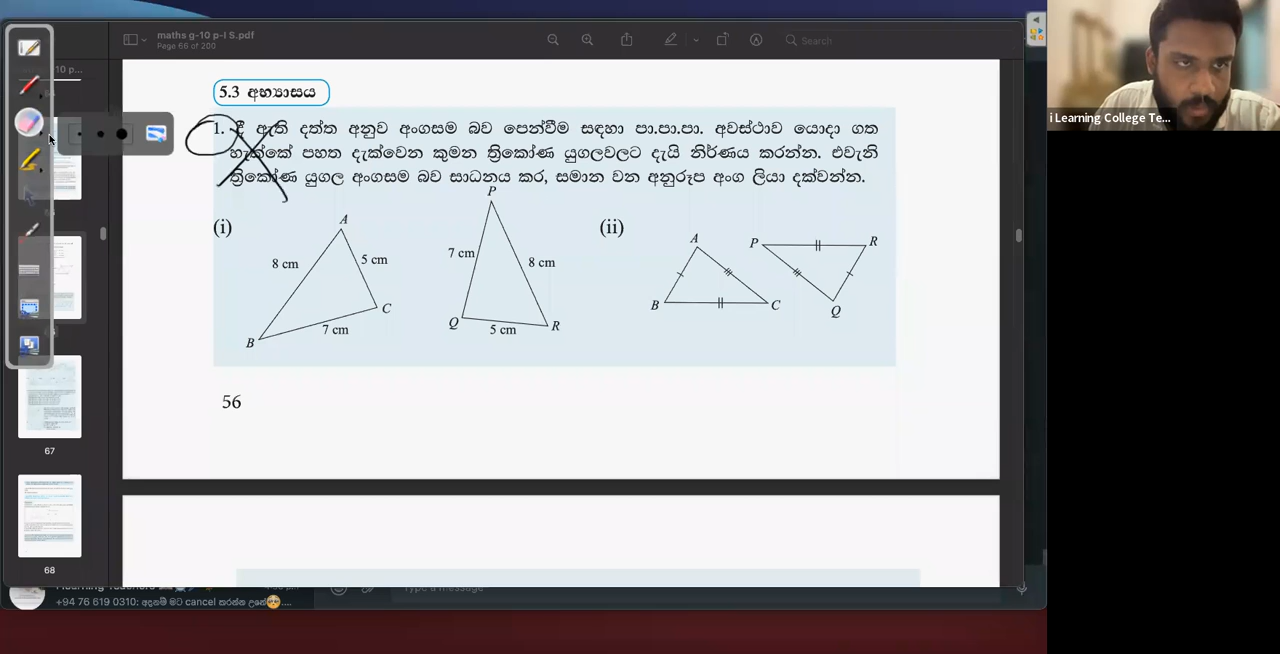 maths g-10 p-I S.pdf
Page 66 of 200
Search
10 p...
i Learning College Te...
5.3 අභ්‍යාසය
1. දී ඇති දත්ත අනුව අංගසම බව පෙන්වීම සඳහා පා.පා.පා. අවස්ථාව යොදා ගත
හැක්කේ පහත දැක්වෙන කුමන ත්‍රිකෝණ යුගලවලට දැයි නිර්ණය කරන්න. එවැනි
ත්‍රිකෝණ යුගල අංගසම බව සාධනය කර, සමාන වන අනුරූප අංග ලියා දක්වන්න.
(i)
A
8 cm
5 cm
C
7 cm
B
P
7 cm
8 cm
Q
5 cm
R
(ii)
A
B
C
P
R
Q
56
67
68
Type a message
+94 76 619 0310: අදනම් මට cancel කරන්න උනේ🥺....